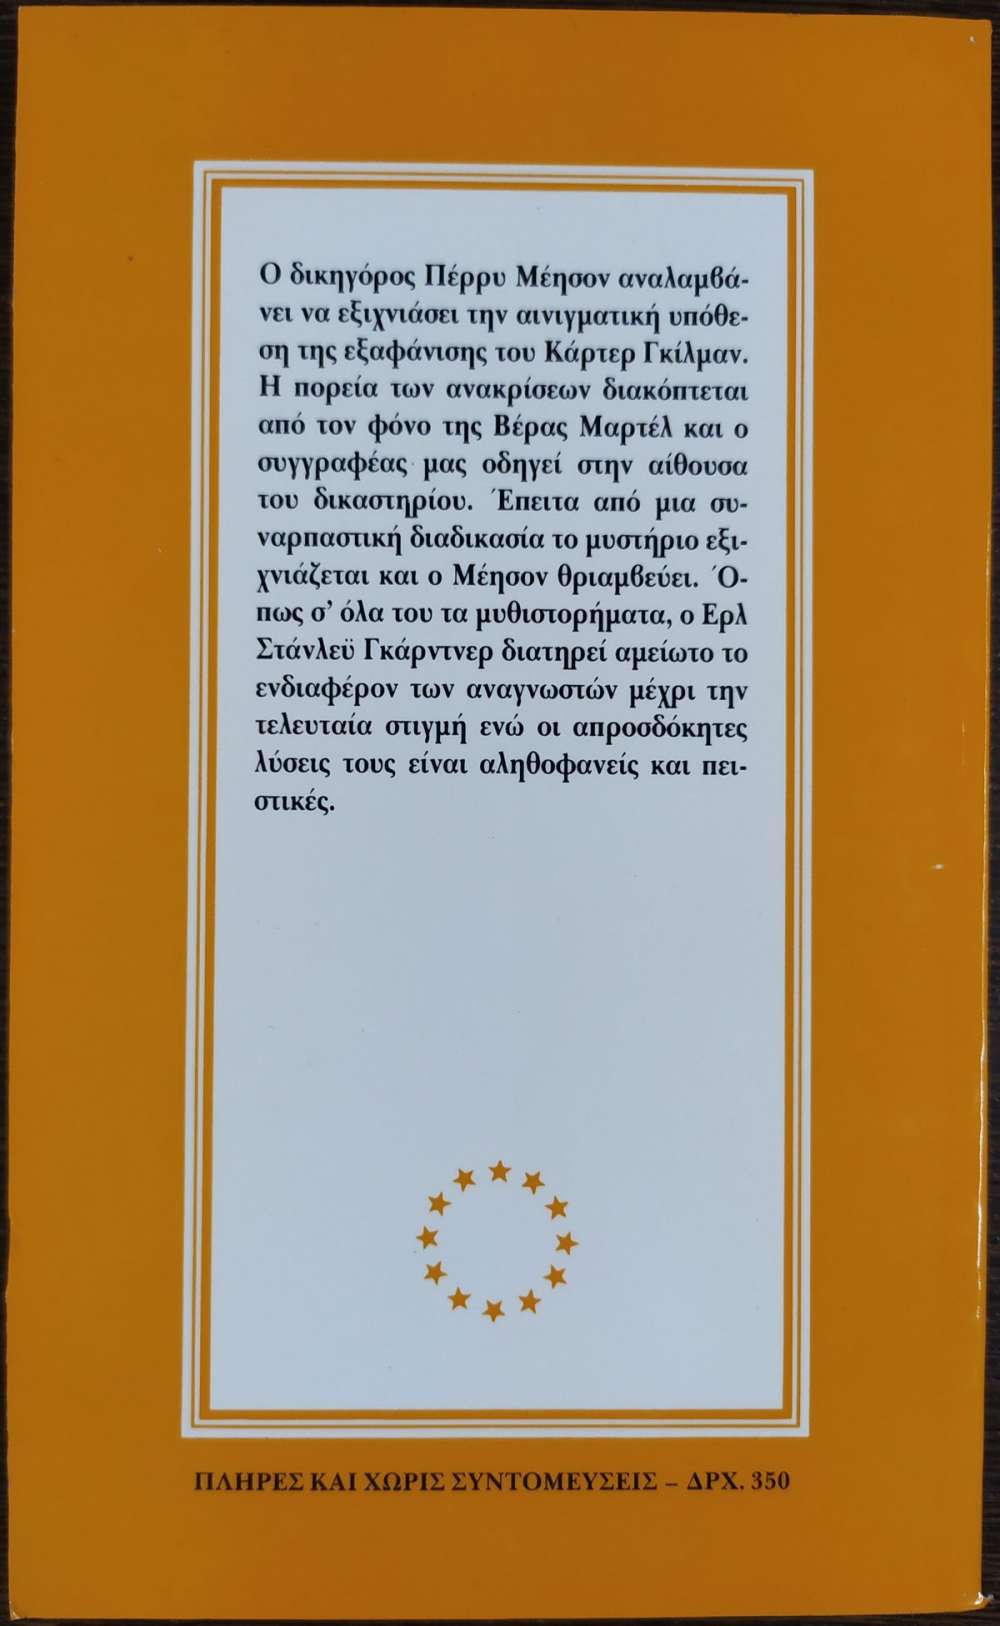 Ο δικηγόρος Πέρρυ Μέησον αναλαμβά-
νει να εξιχνιάσει την αινιγματική υπόθε-
ση της εξαφάνισης του Κάρτερ Γκίλμαν.
Η πορεία των ανακρίσεων διακόπτεται
από τον φόνο της Βέρας Μαρτέλ και ο
συγγραφέας μας οδηγεί στην αίθουσα
του δικαστηρίου. Έπειτα από μια συ-
ναρπαστική διαδικασία το μυστήριο εξι-
χνιάζεται και ο Μέησον θριαμβεύει. Ό-
πως σ' όλα του τα μυθιστορήματα, ο Ερλ
Στάνλεϋ Γκάρντνερ διατηρεί αμείωτο το
ενδιαφέρον των αναγνωστών μέχρι την
τελευταία στιγμή ενώ οι απροσδόκητες
λύσεις τους είναι αληθοφανείς και πει-
στικές.
ΠΛΗΡΕΣ ΚΑΙ ΧΩΡΙΣ ΣΥΝΤΟΜΕΥΣΕΙΣ – ΔΡΧ. 350